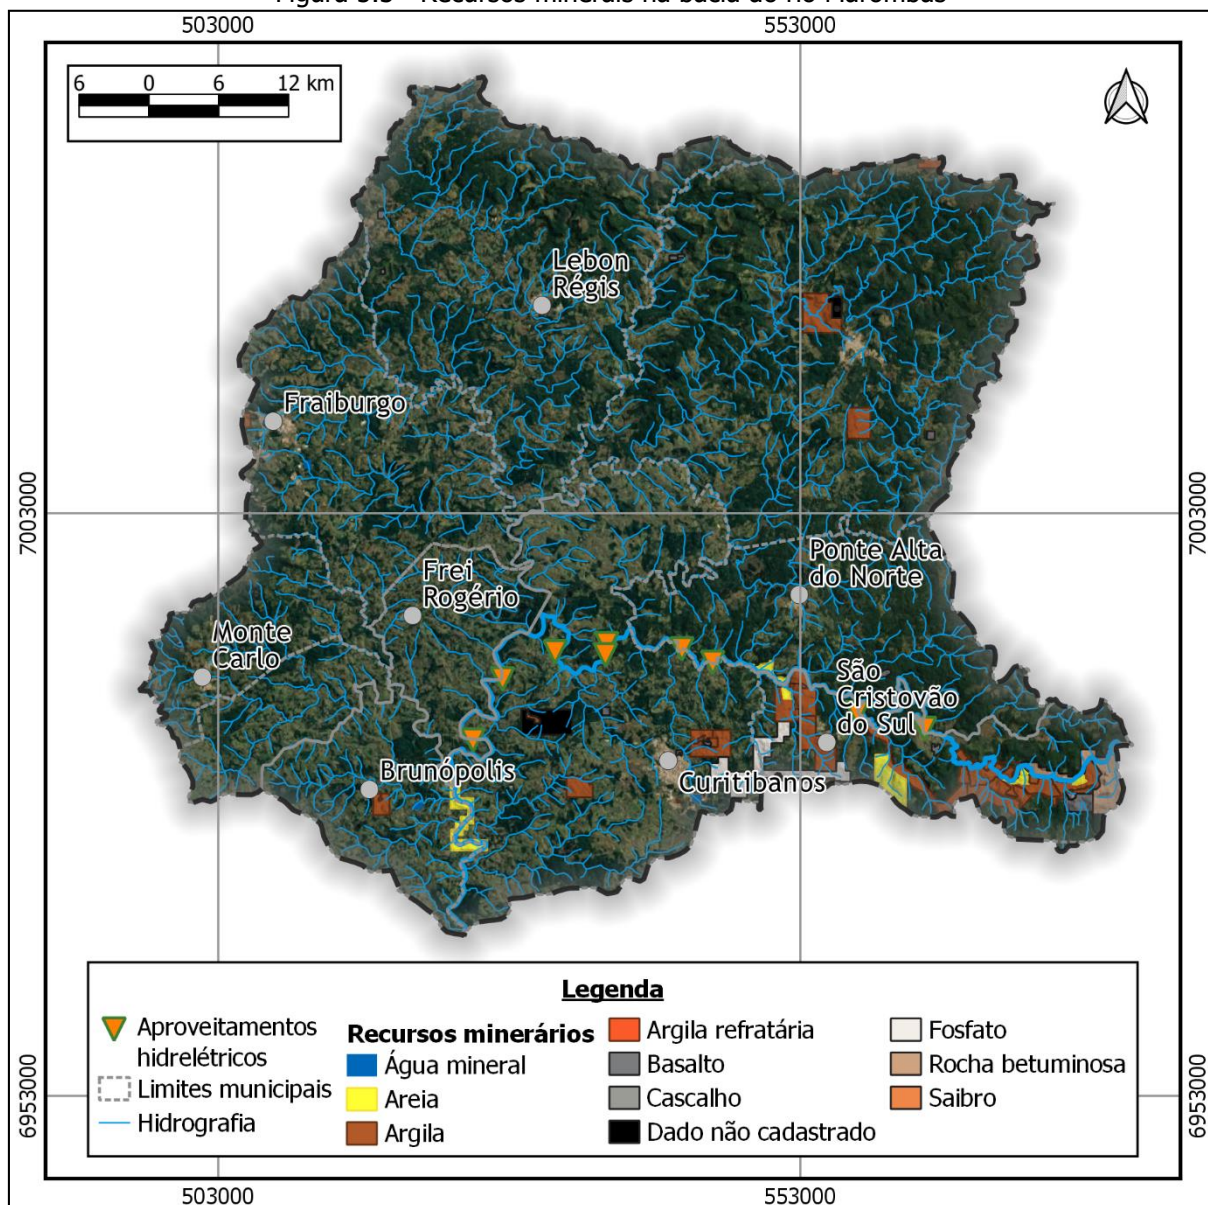 Figura 3.5 - Recursos minerais na bacia do rio Marombas
503000 553000
6 0 6 12 km
Lebon
Régis
Fraiburgo
7003000 7003000
Ponte Alta
do Norte
Frei
Rogério
Monte
Carlo
São
Cristovão
do Sul
Brunópolis
Curitibanos
Legenda
Aproveitamentos
hidrelétricos
Limites municipais
Hidrografia
Recursos minerários
Água mineral
Areia
Argila
Argila refratária
Basalto
Cascalho
Dado não cadastrado
Fosfato
Rocha betuminosa
Saibro
6953000 6953000
503000 553000